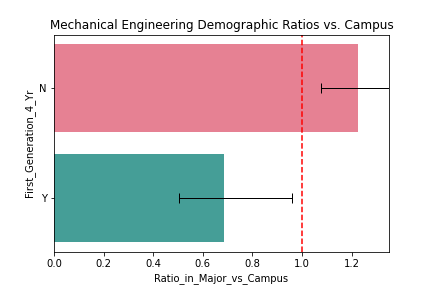 Mechanical Engineering Demographic Ratios vs. Campus
First_Generation_4_Yr
N
Y
0.0 0.2 0.4 0.6 0.8 1.0 1.2
Ratio_in_Major_vs_Campus